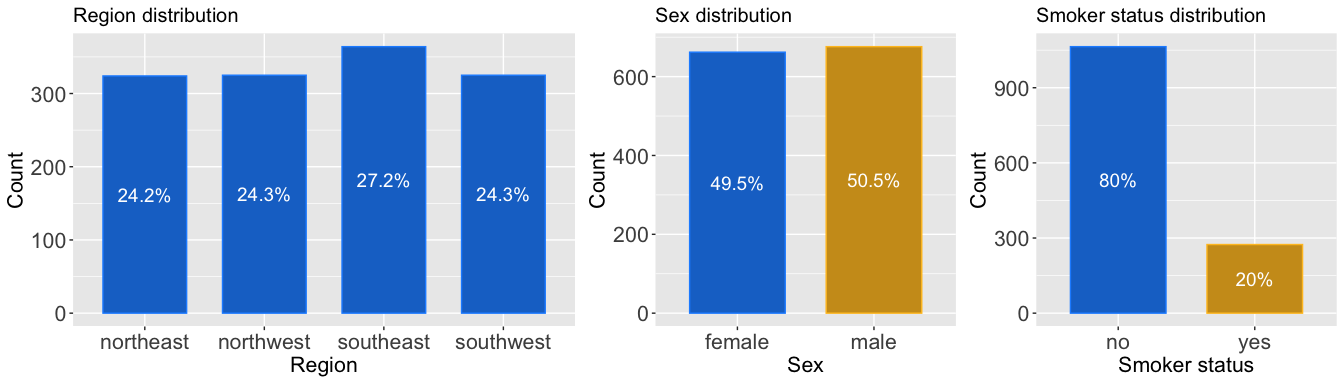 Region distribution
Count
300
200
100
0
24.2%
24.3%
27.2%
24.3%
northeast
northwest
southeast
southwest
Region
Sex distribution
Count
600
400
200
0
49.5%
50.5%
female
male
Sex
Smoker status distribution
Count
900
600
300
0
80%
20%
no
yes
Smoker status